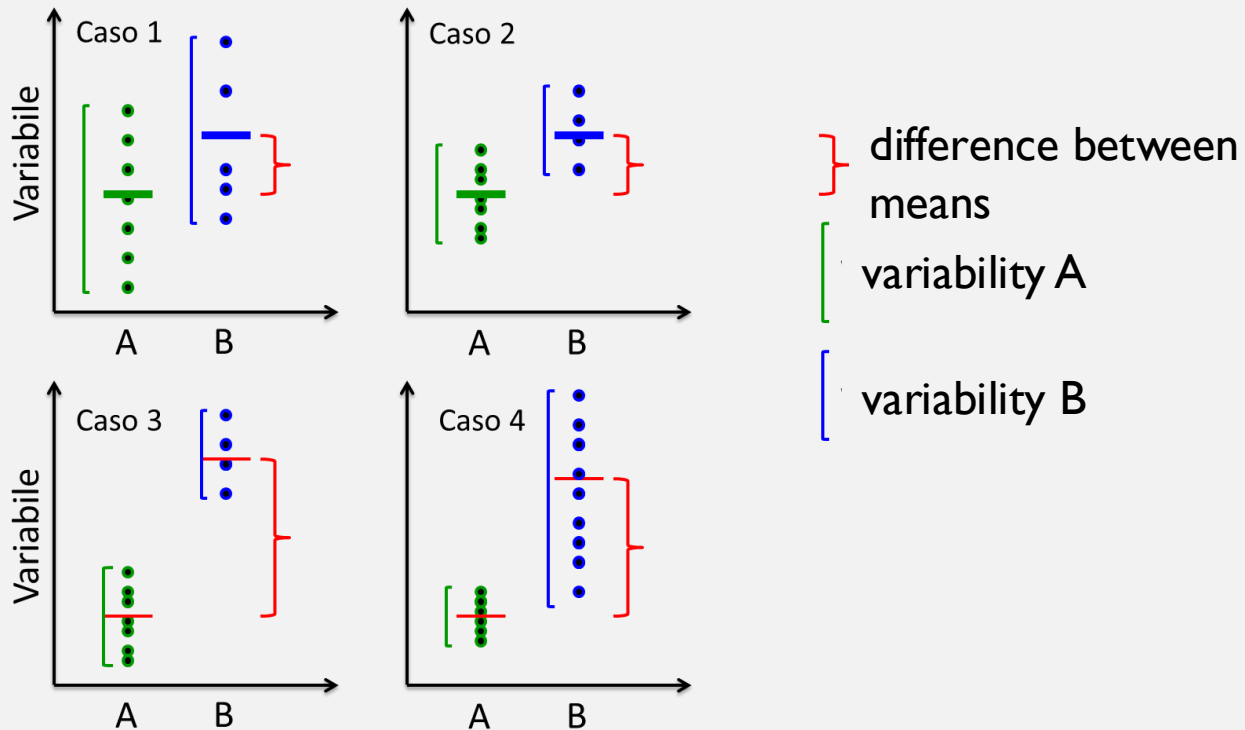 Caso 1
Variabile
A B
Caso 2
A B
Caso 3
Variabile
A B
Caso 4
A B
difference between
means
variability A
variability B